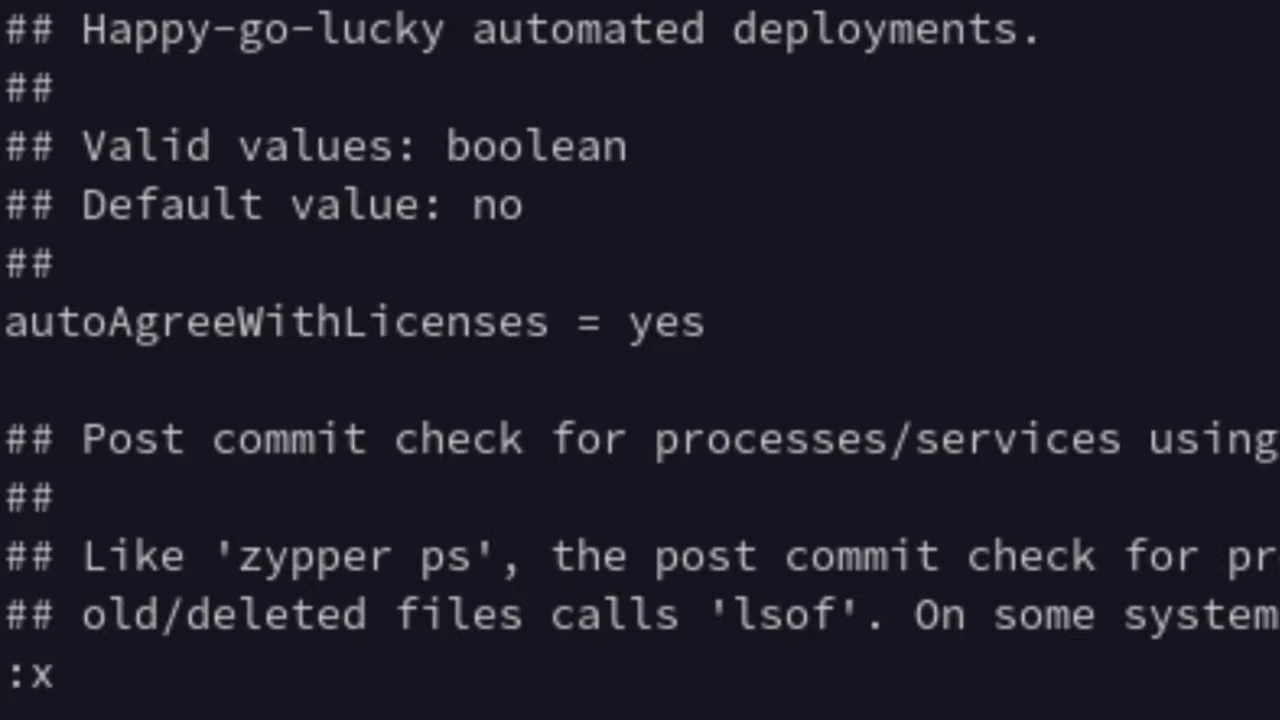 ## Happy-go-lucky automated deployments.
##
## Valid values: boolean
## Default value: no
##
autoAgreeWithLicenses = yes
## Post commit check for processes/services using
##
## Like 'zypper ps', the post commit check for pr
## old/deleted files calls 'lsof'. On some system
:x